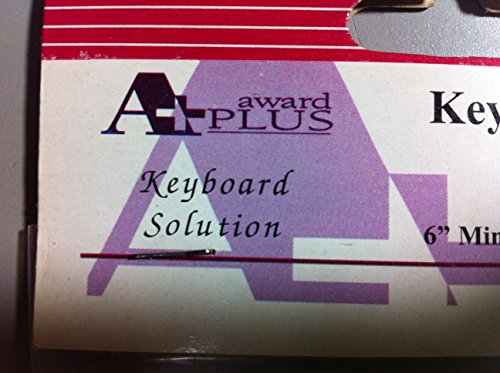 A+ award
PLUS
Key
Keyboard
Solution
6" Min